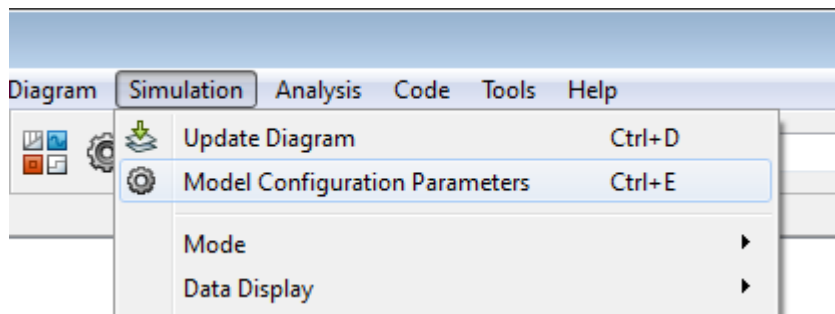 Diagram Simulation Analysis Code Tools Help
Update Diagram Ctrl+D
Model Configuration Parameters Ctrl+E
Mode
Data Display